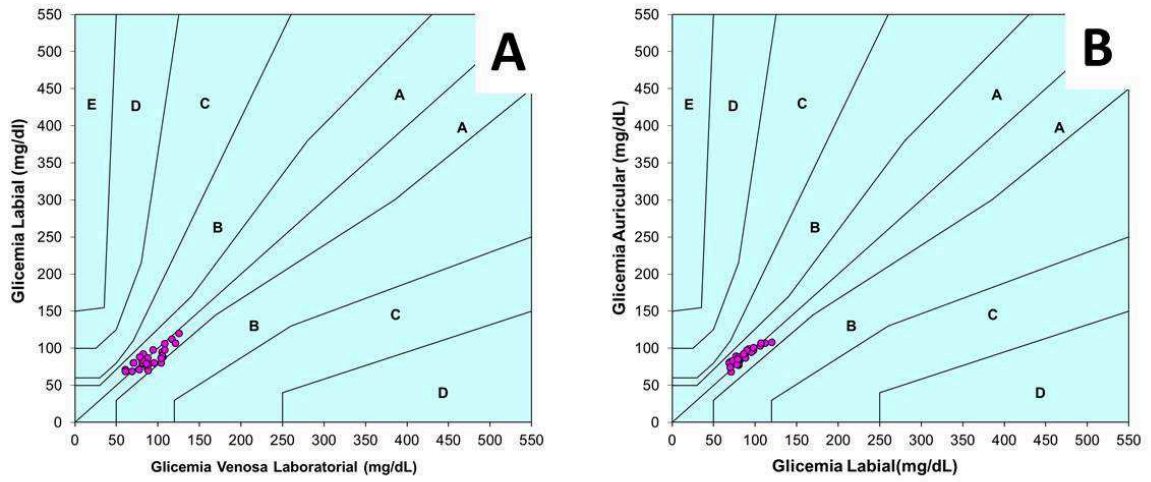 A
550
500
450
400
350
300
250
200
150
100
50
0
Glicemia Labial (mg/dl)
E
D
C
B
A
A
B
C
D
0 50 100 150 200 250 300 350 400 450 500 550
Glicemia Venosa Laboratorial (mg/dL)
B
550
500
450
400
350
300
250
200
150
100
50
0
Glicemia Auricular (mg/dL)
E
D
C
B
A
A
B
C
D
0 50 100 150 200 250 300 350 400 450 500 550
Glicemia Labial(mg/dL)